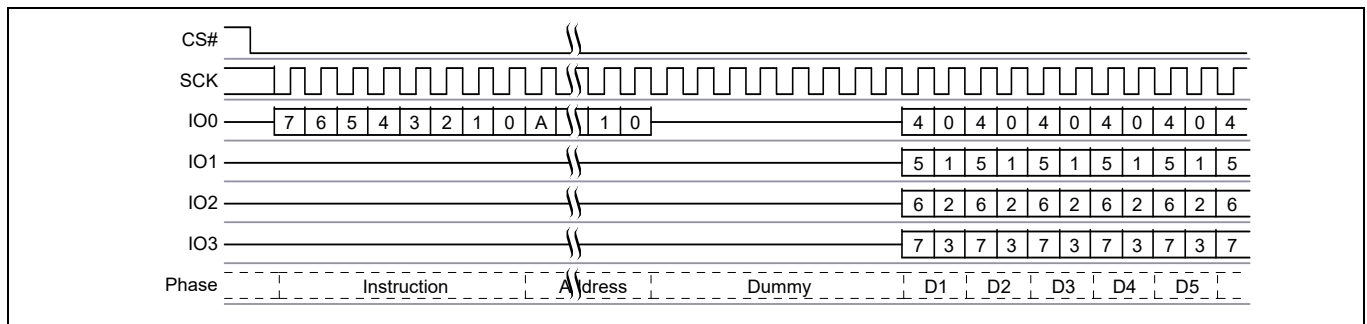 CS#
SCK
IO0 7 6 5 4 3 2 1 0 A 1 0 4 0 4 0 4 0 4 0 4 0 4
IO1 5 1 5 1 5 1 5 1 5 1 5
IO2 6 2 6 2 6 2 6 2 6 2 6
IO3 7 3 7 3 7 3 7 3 7 3 7
Phase Instruction Address Dummy D1 D2 D3 D4 D5